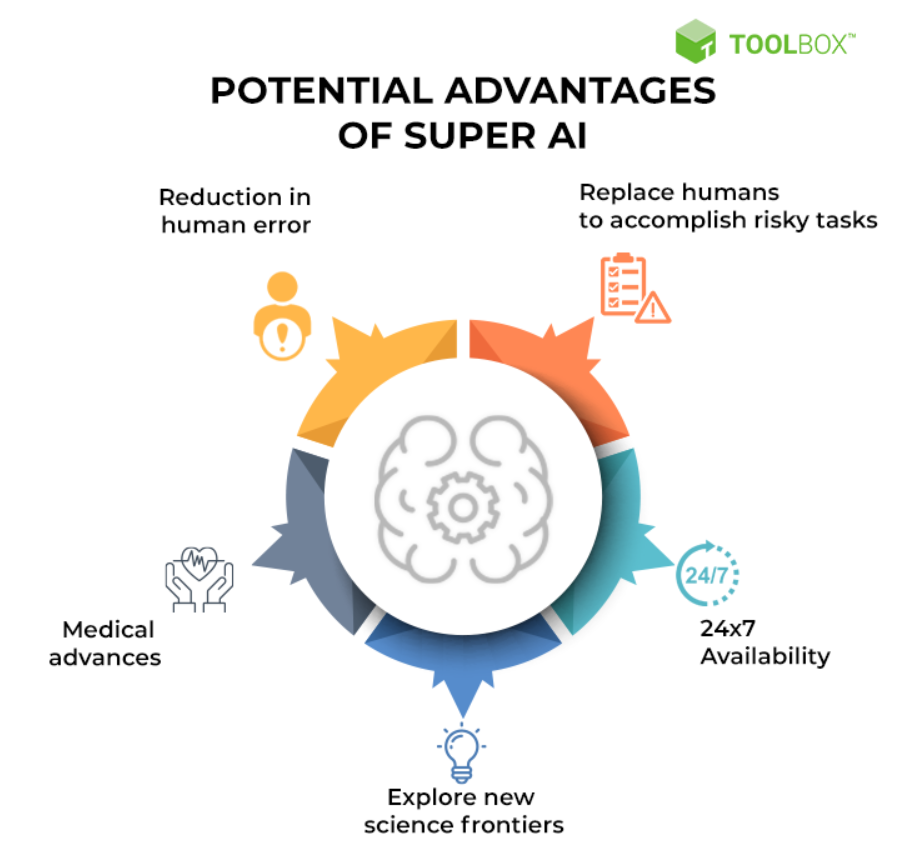 TOOLBOX™
POTENTIAL ADVANTAGES
OF SUPER AI
Reduction in
human error
Replace humans
to accomplish risky tasks
24/7
24x7
Availability
Medical
advances
Explore new
science frontiers